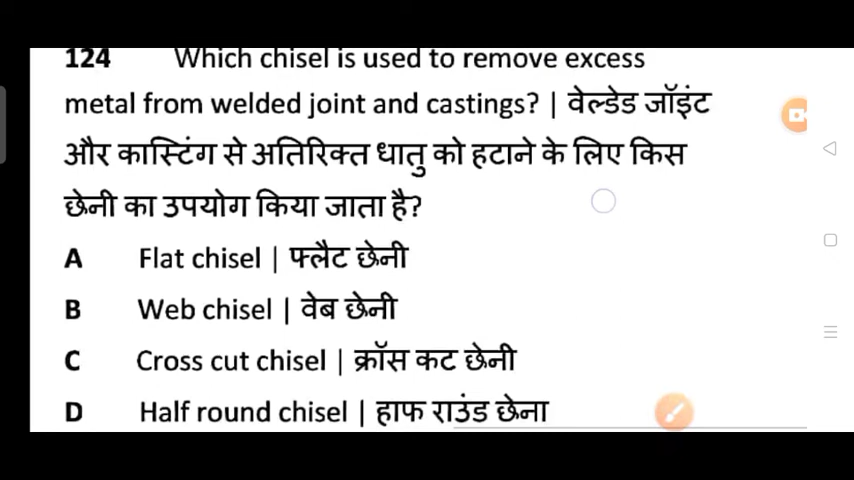 124 Which chisel is used to remove excess
metal from welded joint and castings? | वेल्डेड जॉइंट
और कास्टिंग से अतिरिक्त धातु को हटाने के लिए किस
छेनी का उपयोग किया जाता है?
A Flat chisel | फ्लैट छेनी
B Web chisel | वेब छेनी
C Cross cut chisel | क्रॉस कट छेनी
D Half round chisel | हाफ राउंड छेना